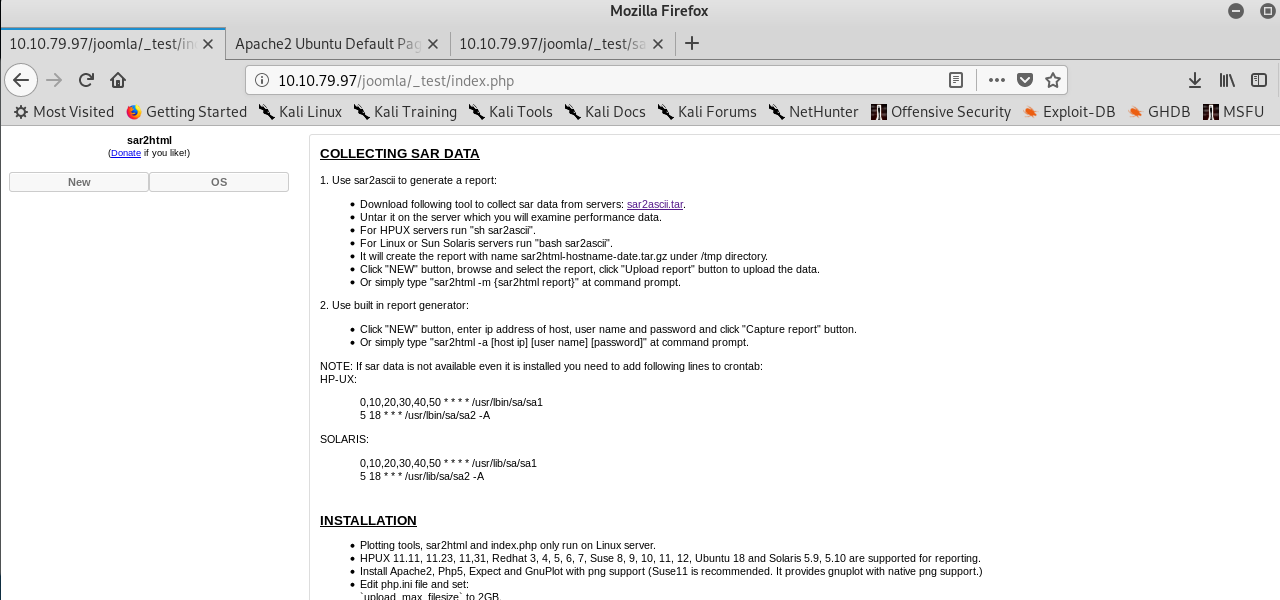 Mozilla Firefox
10.10.79.97/joomla/_test/in
Apache2 Ubuntu Default Pag
10.10.79.97/joomla/_test/sa
10.10.79.97/joomla/_test/index.php
Most Visited Getting Started Kali Linux Kali Training Kali Tools Kali Docs Kali Forums NetHunter Offensive Security Exploit-DB GHDB MSFU
sar2html
(Donate if you like!)
New OS
COLLECTING SAR DATA
1. Use sar2ascii to generate a report:
• Download following tool to collect sar data from servers: sar2ascii.tar.
• Untar it on the server which you will examine performance data.
• For HPUX servers run "sh sar2ascii".
• For Linux or Sun Solaris servers run "bash sar2ascii".
• It will create the report with name sar2html-hostname-date.tar.gz under /tmp directory.
• Click "NEW" button, browse and select the report, click "Upload report" button to upload the data.
• Or simply type "sar2html -m {sar2html report}" at command prompt.
2. Use built in report generator:
• Click "NEW" button, enter ip address of host, user name and password and click "Capture report" button.
• Or simply type "sar2html -a [host ip] [user name] [password]" at command prompt.
NOTE: If sar data is not available even it is installed you need to add following lines to crontab:
HP-UX:
0,10,20,30,40,50 * * * * /usr/lbin/sa/sa1
5 18 * * * /usr/lbin/sa/sa2 -A
SOLARIS:
0,10,20,30,40,50 * * * * /usr/lib/sa/sa1
5 18 * * * /usr/lib/sa/sa2 -A
INSTALLATION
• Plotting tools, sar2html and index.php only run on Linux server.
• HPUX 11.11, 11.23, 11,31, Redhat 3, 4, 5, 6, 7, Suse 8, 9, 10, 11, 12, Ubuntu 18 and Solaris 5.9, 5.10 are supported for reporting.
• Install Apache2, Php5, Expect and GnuPlot with png support (Suse11 is recommended. It provides gnuplot with native png support.)
• Edit php.ini file and set:
`upload_max_filesize` to 2GB.